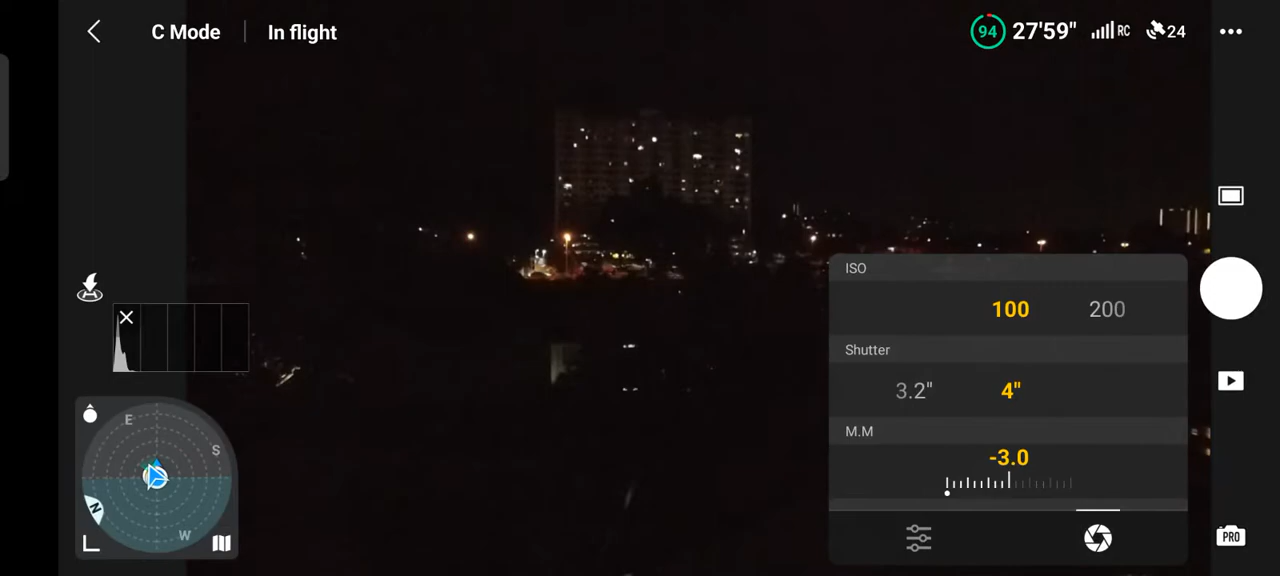 C Mode In flight 94 27'59" RC 24
ISO
100 200
Shutter
3.2" 4"
M.M
-3.0
E
S
N
W
PRO